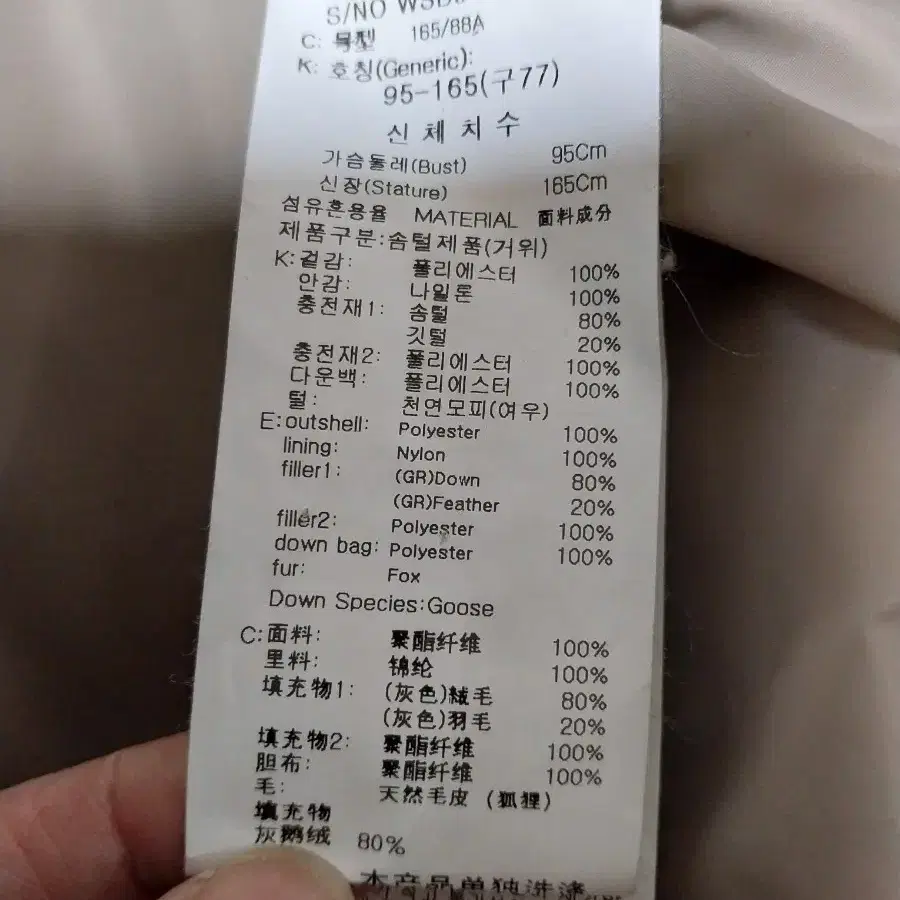 S/NO
C: 号型 165/88A
K: 호칭(Generic):
95-165(구77)
신체치수
가슴둘레(Bust) 95Cm
신장(Stature) 165Cm
섬유혼용율 MATERIAL 面料成分
제품구분:솜털제품(거위)
K:겉감: 폴리에스터 100%
안감: 나일론 100%
충전재1: 솜털 80%
깃털 20%
충전재2: 폴리에스터 100%
다운백: 폴리에스터 100%
털: 천연모피(여우)
E:outshell: Polyester 100%
lining: Nylon 100%
filler1: (GR)Down 80%
(GR)Feather 20%
filler2: Polyester 100%
down bag: Polyester 100%
fur: Fox
Down Species:Goose
C:面料: 聚酯纤维 100%
里料: 锦纶 100%
填充物1: (灰色)絨毛 80%
(灰色)羽毛 20%
填充物2: 聚酯纤维 100%
胆布: 聚酯纤维 100%
毛: 天然毛皮 (狐狸)
填充物
灰鹅绒 80%
本产品单独洗涤